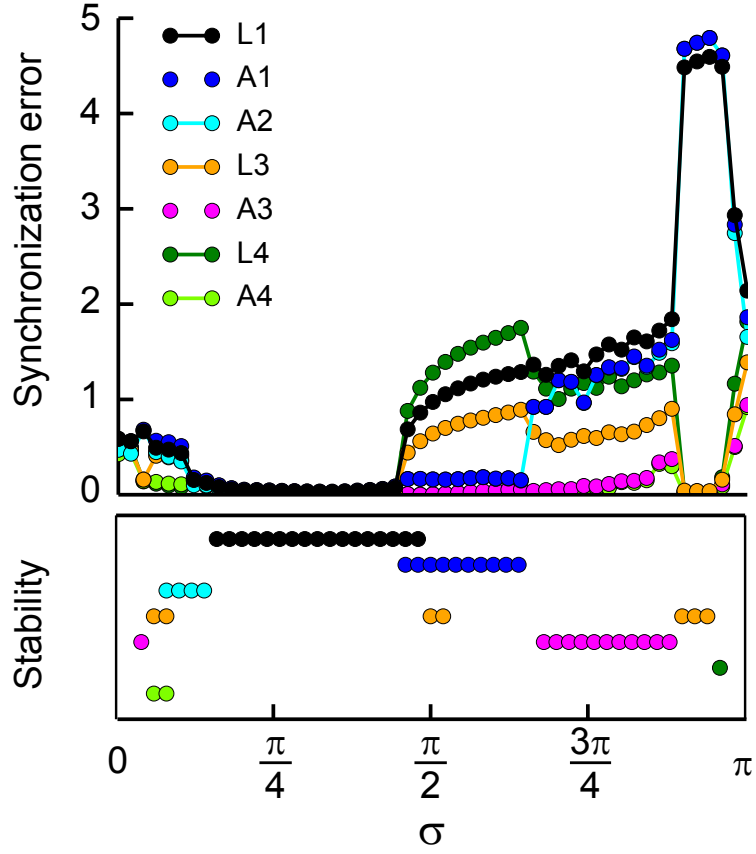 Synchronization error
5
4
3
2
1
0
L1
A1
A2
L3
A3
L4
A4
Stability
0
π
4
π
2
3π
4
π
σ